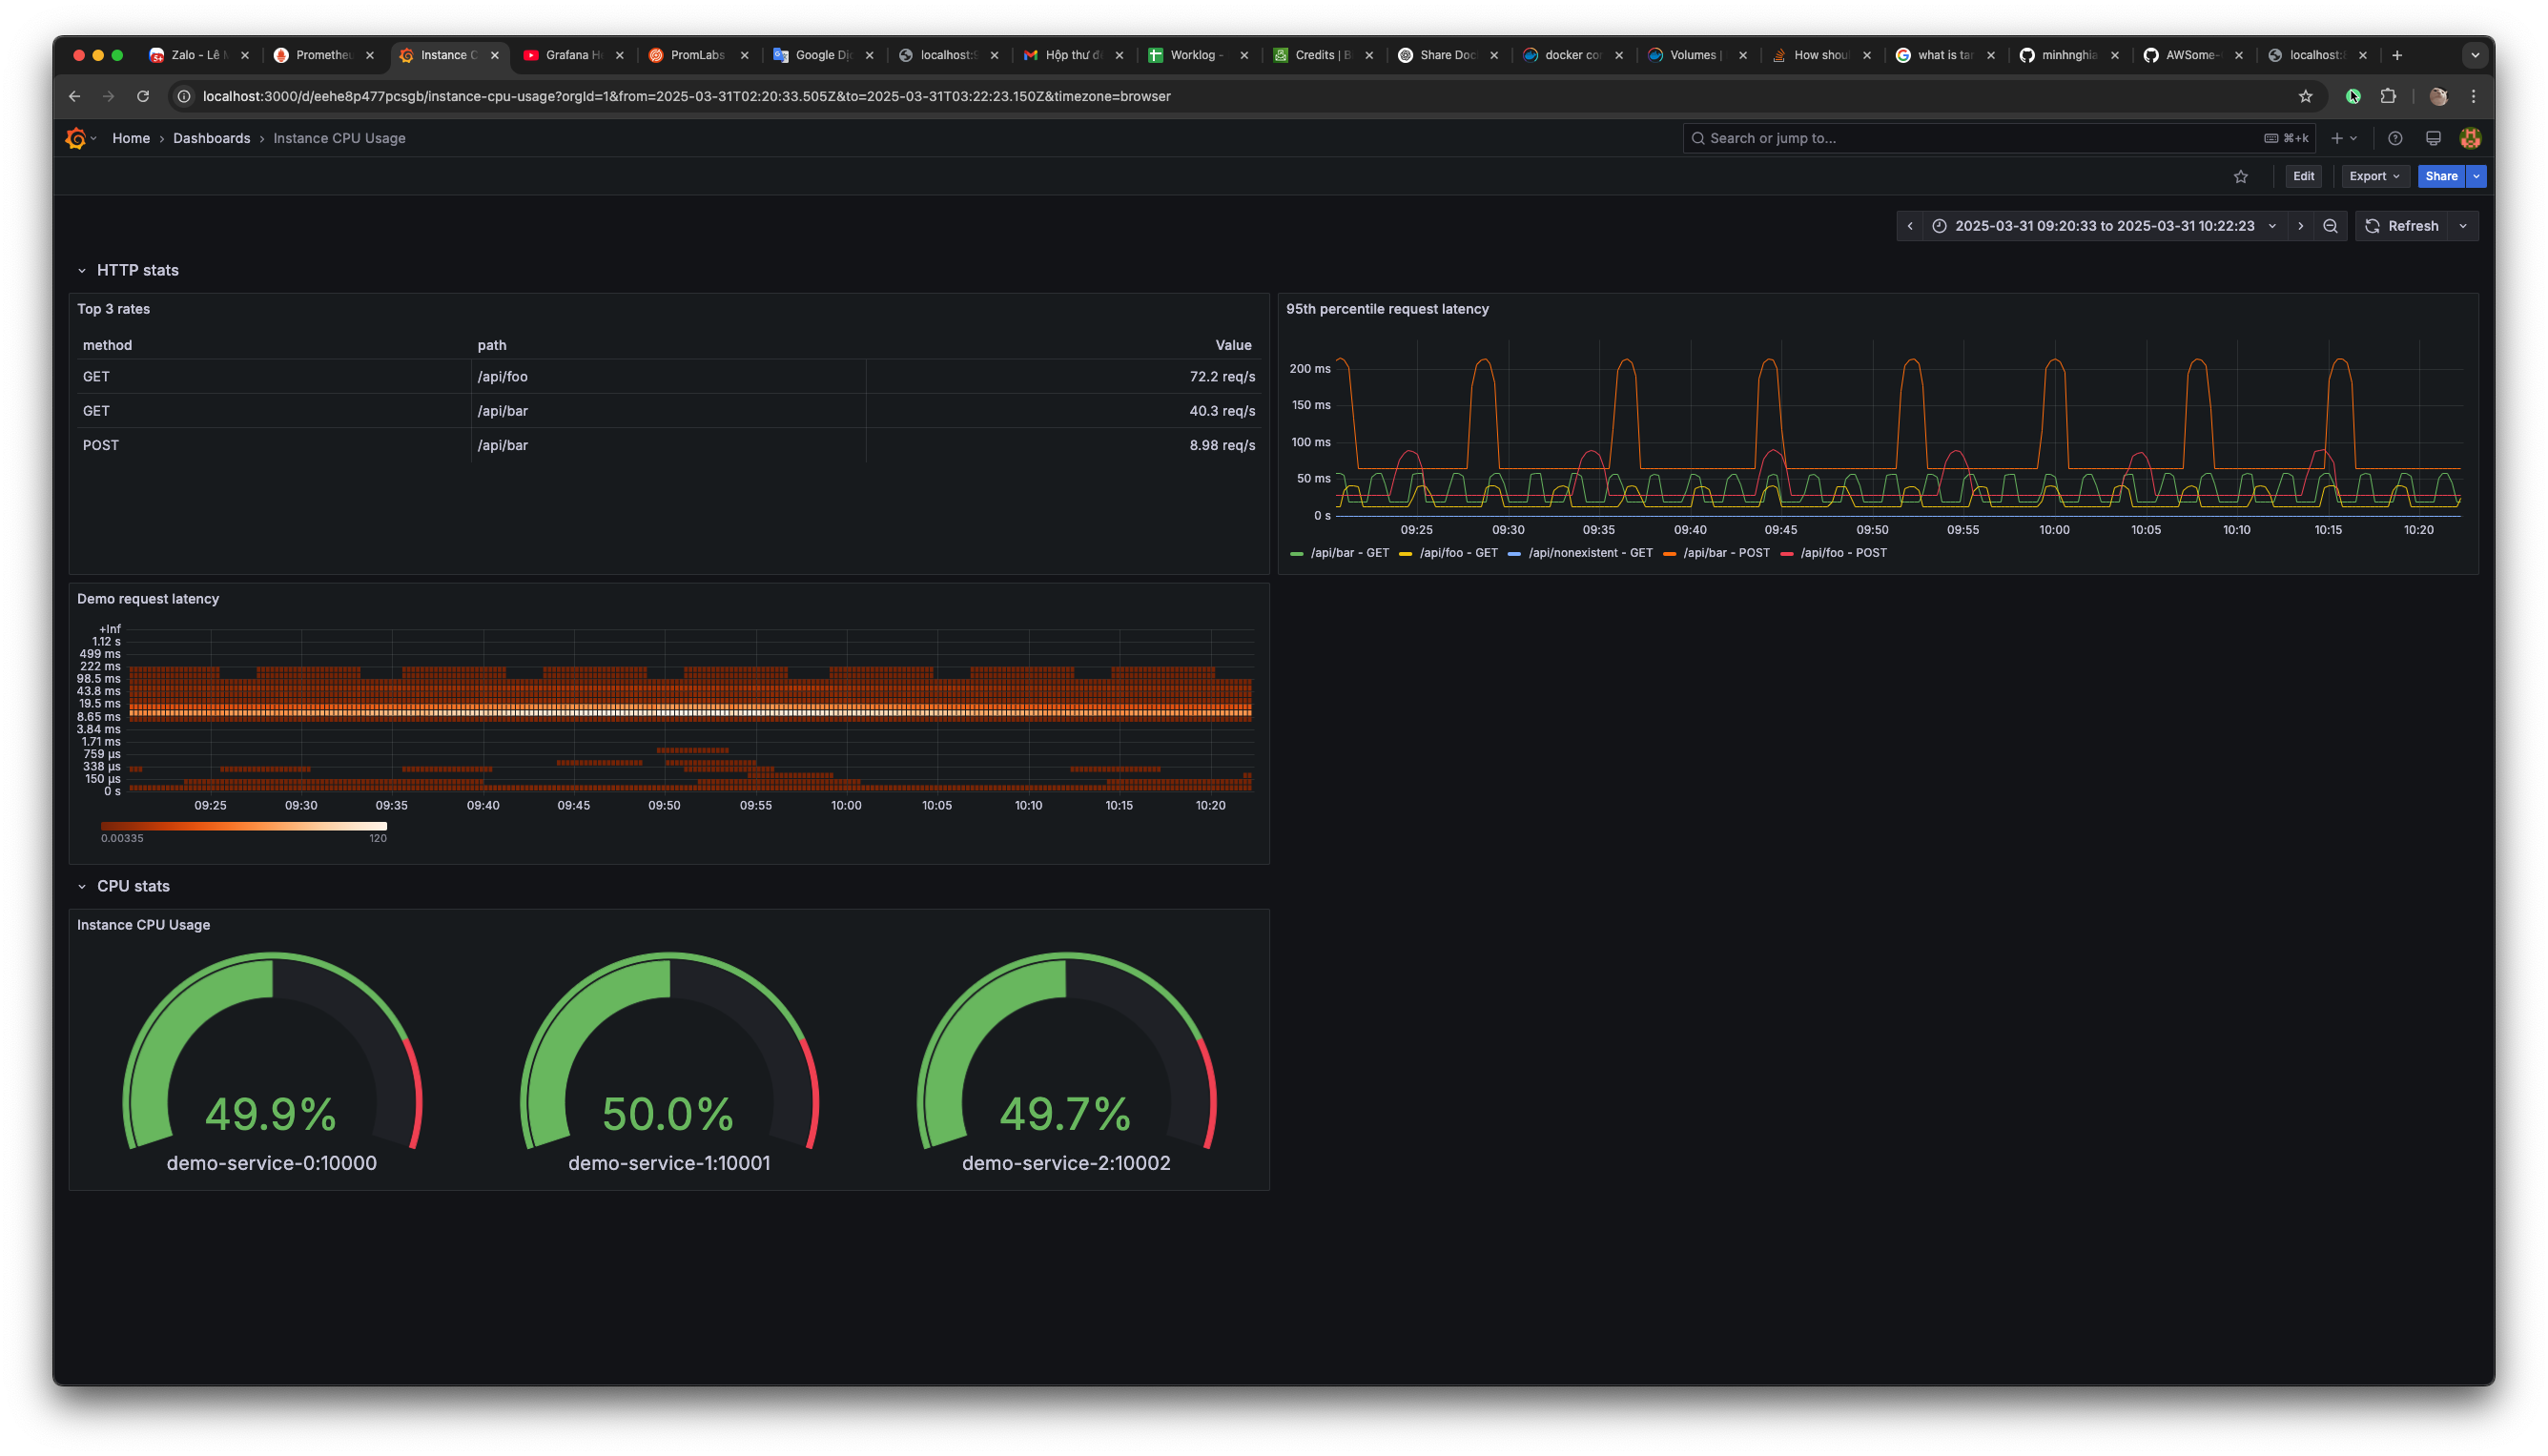 Zalo - Lê
Prometheu
Instance C
Grafana H
PromLabs
Google Dic
localhost:9
Hộp thư đ
Worklog -
Credits | B
Share Doc
docker co
Volumes |
How shoul
what is ta
minhnghia
AWSome-
localhost:
localhost:3000/d/eehe8p477pcsgb/instance-cpu-usage?orgId=1&from=2025-03-31T02:20:33.505Z&to=2025-03-31T03:22:23.150Z&timezone=browser
Home › Dashboards › Instance CPU Usage
Search or jump to...
⌘+k
Edit
Export
Share
2025-03-31 09:20:33 to 2025-03-31 10:22:23
Refresh
HTTP stats
Top 3 rates
method path Value
GET /api/foo 72.2 req/s
GET /api/bar 40.3 req/s
POST /api/bar 8.98 req/s
95th percentile request latency
200 ms
150 ms
100 ms
50 ms
0 s
09:25 09:30 09:35 09:40 09:45 09:50 09:55 10:00 10:05 10:10 10:15 10:20
/api/bar - GET /api/foo - GET /api/nonexistent - GET /api/bar - POST /api/foo - POST
Demo request latency
+Inf
1.12 s
499 ms
222 ms
98.5 ms
43.8 ms
19.5 ms
8.65 ms
3.84 ms
1.71 ms
759 µs
338 µs
150 µs
0 s
09:25 09:30 09:35 09:40 09:45 09:50 09:55 10:00 10:05 10:10 10:15 10:20
0.00335 120
CPU stats
Instance CPU Usage
49.9% 50.0% 49.7%
demo-service-0:10000 demo-service-1:10001 demo-service-2:10002